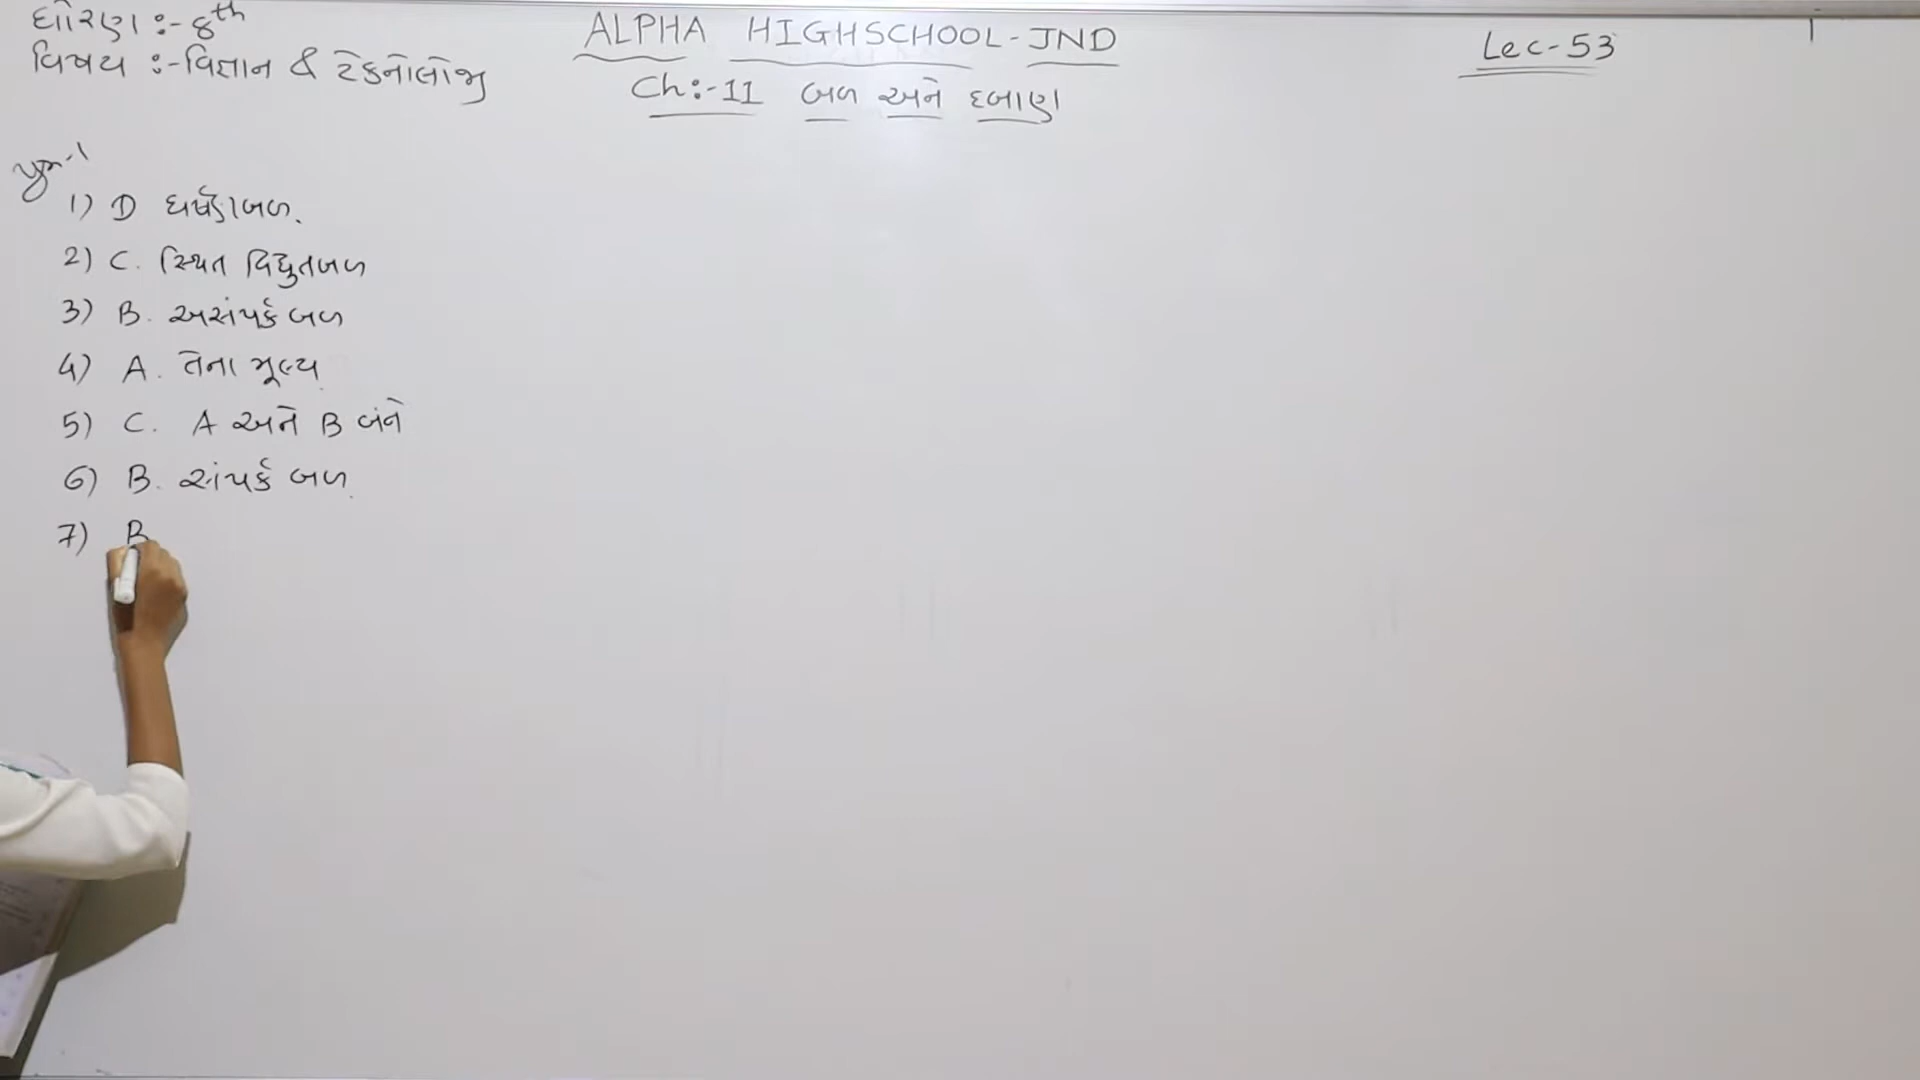 ધોરણ :- 8th
વિષય :- વિજ્ઞાન & ટેકનોલોજી
ALPHA HIGHSCHOOL-JND
Ch:-11 બળ અને દબાણ
Lec-53
પ્રશ્ન-1
1) D ઘર્ષણબળ.
2) C. સ્થિત વિદ્યુતબળ
3) B. અસંપર્ક બળ
4) A. તેના મૂલ્ય
5) C. A અને B બંને
6) B. સંપર્ક બળ
7) B